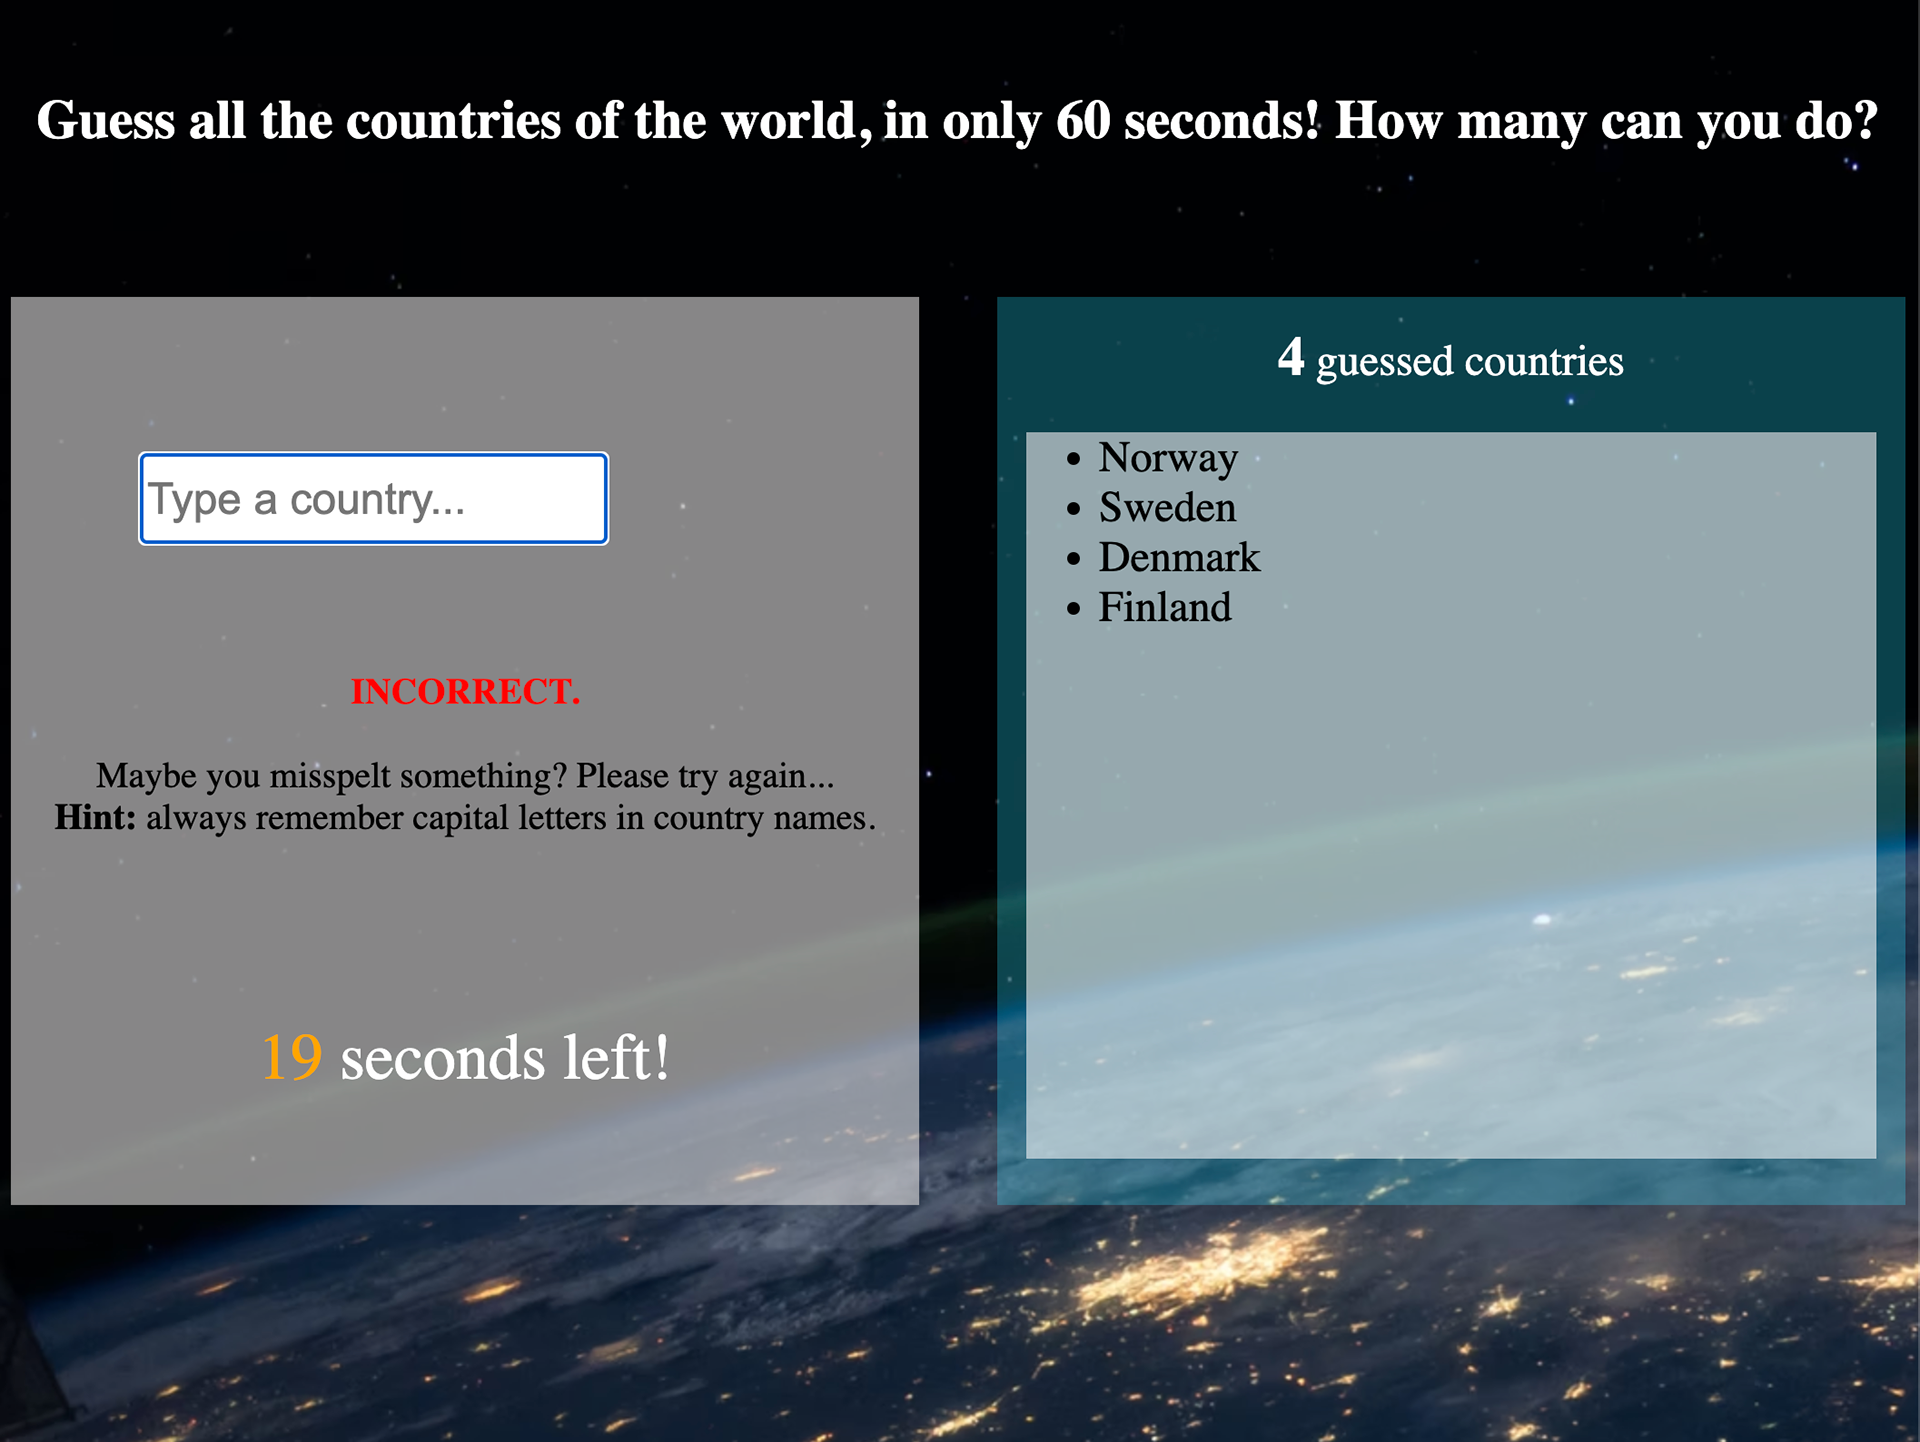 Guess all the countries of the world, in only 60 seconds! How many can you do?
Type a country...
INCORRECT.
Maybe you misspelt something? Please try again...
Hint: always remember capital letters in country names.
19 seconds left!
4 guessed countries
Norway
Sweden
Denmark
Finland